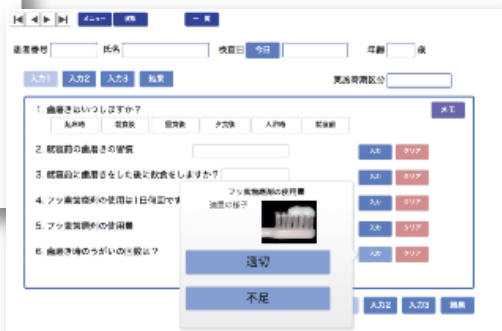 メニュー 一覧
患者番号 氏名 検査日 今日 年齢 歳
入力1 入力2 入力3 結果 実施時期区分
1. 歯磨きはいつしますか？ メモ
起床時 朝食後 昼食後 夕食後 入浴時 就寝前
2. 就寝前の歯磨きの習慣 入力 クリア
3. 就寝前に歯磨きをした後に飲食をしますか？ 入力 クリア
4. フッ素歯磨剤の使用は1日何回です 入力 クリア
5. フッ素歯磨剤の使用量 入力 クリア
6. 歯磨き時のうがいの回数は？ 入力 クリア
フッ素歯磨剤の使用量
適量の様子
適切
不足
入力2 入力3 結果